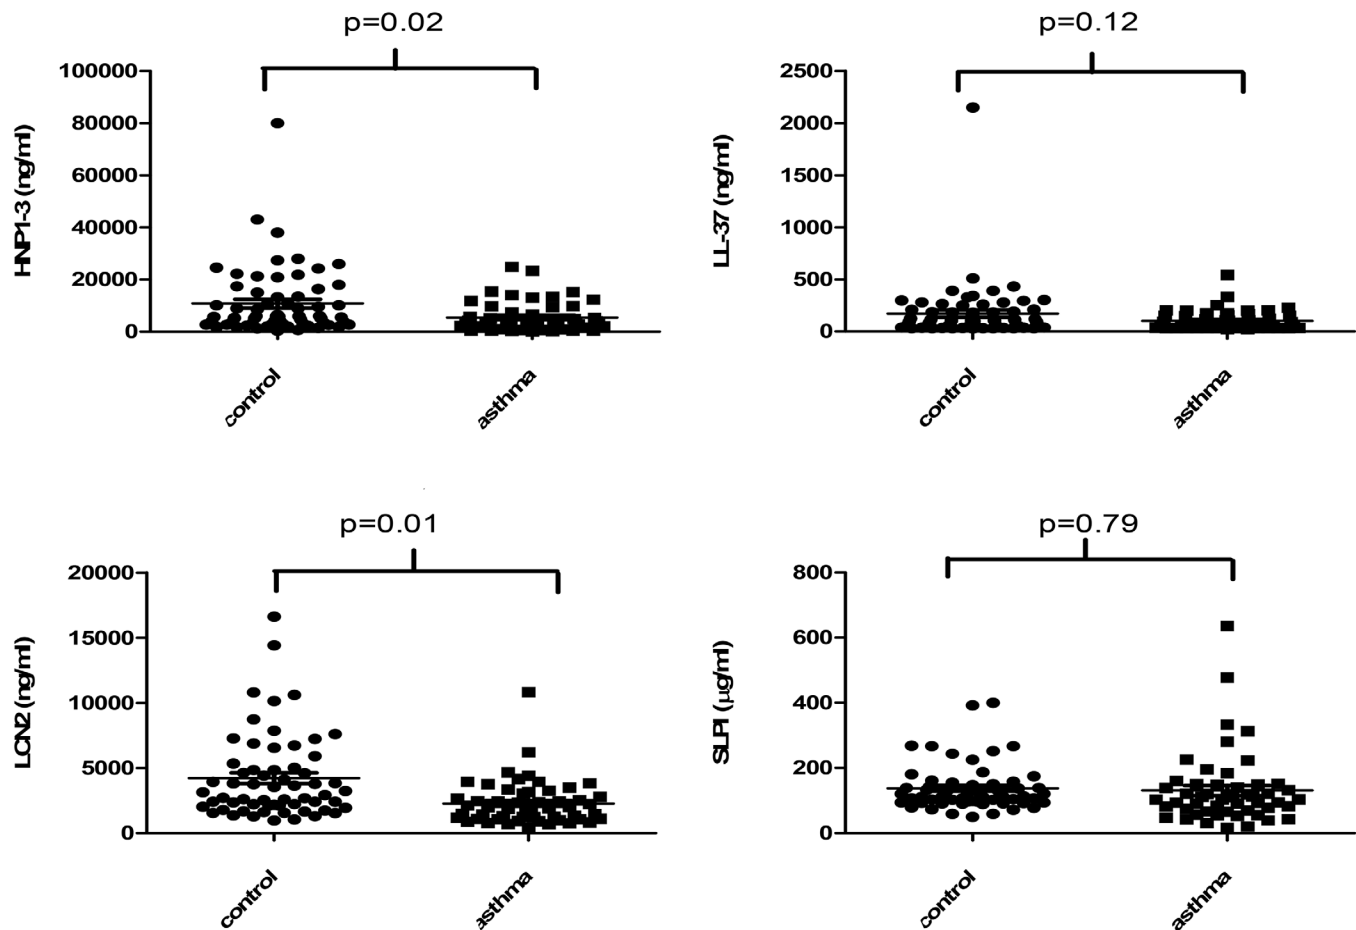 p=0.02
HNP1-3 (ng/ml)
100000
80000
60000
40000
20000
0
control
asthma
p=0.12
LL-37 (ng/ml)
2500
2000
1500
1000
500
0
control
asthma
p=0.01
LCN2 (ng/ml)
20000
15000
10000
5000
0
control
asthma
p=0.79
SLPI (μg/ml)
800
600
400
200
0
control
asthma